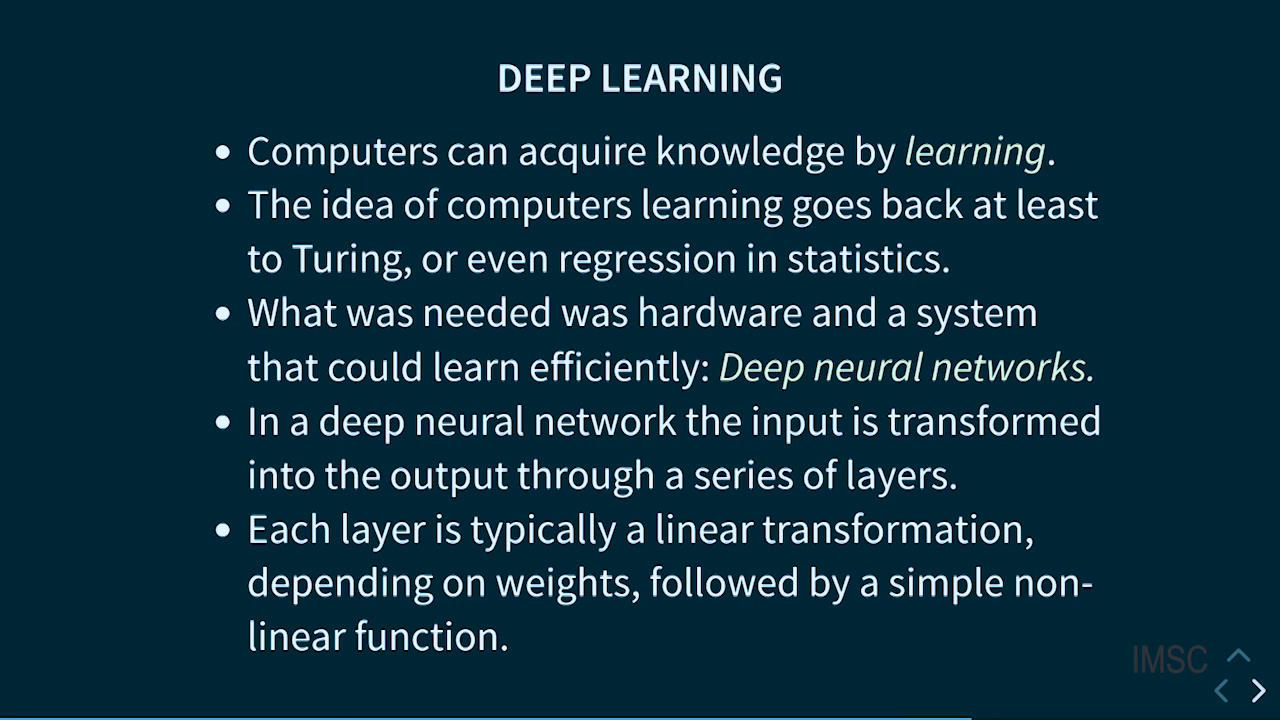 DEEP LEARNING
• Computers can acquire knowledge by learning.
• The idea of computers learning goes back at least
to Turing, or even regression in statistics.
• What was needed was hardware and a system
that could learn efficiently: Deep neural networks.
• In a deep neural network the input is transformed
into the output through a series of layers.
• Each layer is typically a linear transformation,
depending on weights, followed by a simple non-
linear function.
IMSC